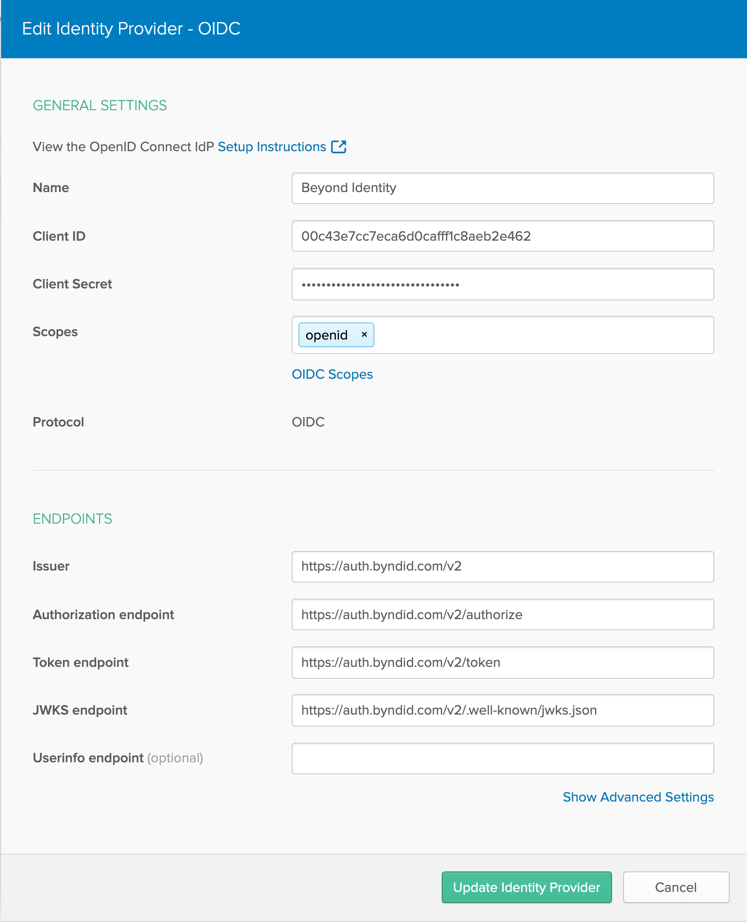 Edit Identity Provider - OIDC
GENERAL SETTINGS
View the OpenID Connect IdP Setup Instructions
Name
Beyond Identity
Client ID
00c43e7cc7eca6d0cafff1c8aeb2e462
Client Secret
••••••••••••••••••••••••••••••••
Scopes
openid ×
OIDC Scopes
Protocol
OIDC
ENDPOINTS
Issuer
https://auth.byndid.com/v2
Authorization endpoint
https://auth.byndid.com/v2/authorize
Token endpoint
https://auth.byndid.com/v2/token
JWKS endpoint
https://auth.byndid.com/v2/.well-known/jwks.json
Userinfo endpoint (optional)
Show Advanced Settings
Update Identity Provider
Cancel